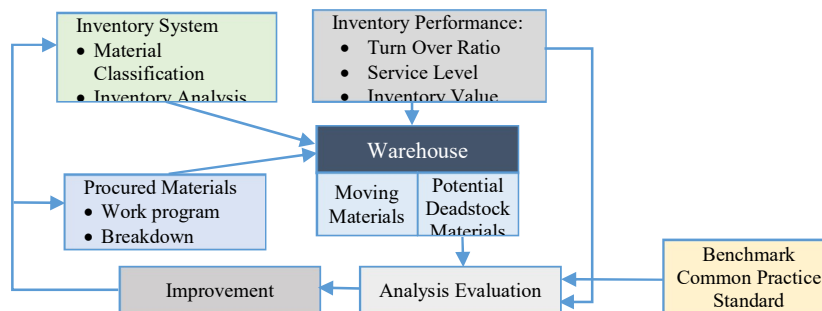 Inventory System
• Material
Classification
• Inventory Analysis
Inventory Performance:
• Turn Over Ratio
• Service Level
• Inventory Value
Warehouse
Moving
Materials
Potential
Deadstock
Materials
Procured Materials
• Work program
• Breakdown
Benchmark
Common Practice
Standard
Improvement
Analysis Evaluation